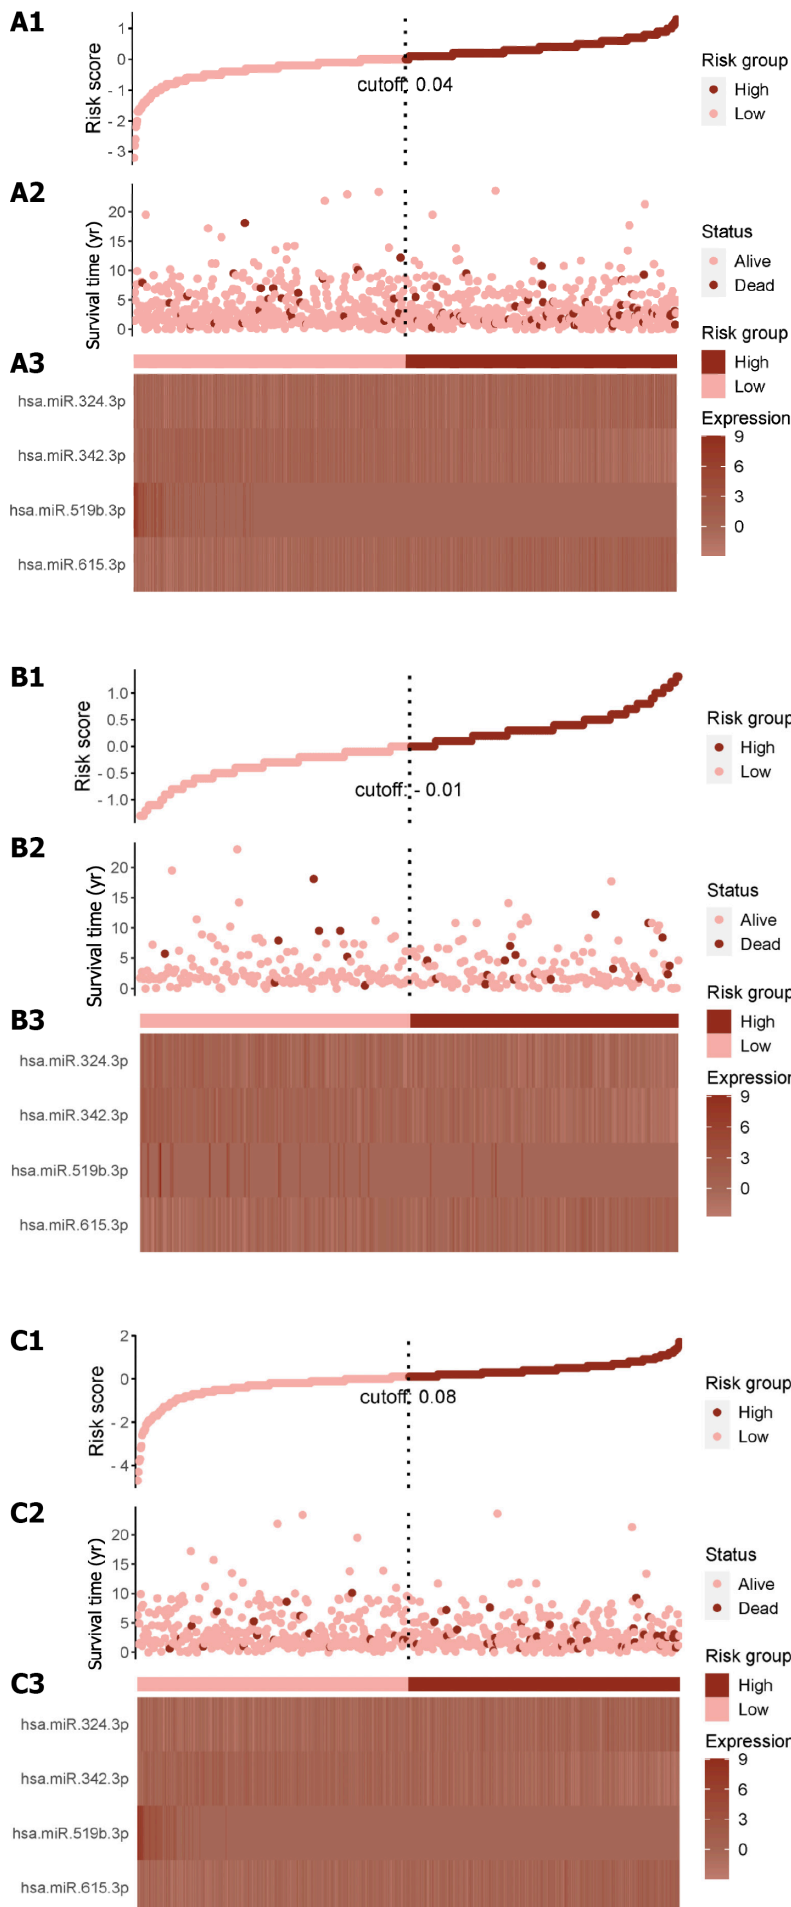 A1
1
0
- 1
- 2
- 3
Risk score
cutoff: 0.04
Risk group
High
Low
A2
20
15
10
5
0
Survival time (yr)
Status
Alive
Dead
A3
Risk group
High
Low
hsa.miR.324.3p
hsa.miR.342.3p
hsa.miR.519b.3p
hsa.miR.615.3p
Expression
9
6
3
0
B1
1.0
0.5
0.0
- 0.5
- 1.0
Risk score
cutoff: - 0.01
Risk group
High
Low
B2
20
15
10
5
0
Survival time (yr)
Status
Alive
Dead
B3
Risk group
High
Low
hsa.miR.324.3p
hsa.miR.342.3p
hsa.miR.519b.3p
hsa.miR.615.3p
Expression
9
6
3
0
C1
2
0
- 2
- 4
Risk score
cutoff: 0.08
Risk group
High
Low
C2
20
15
10
5
0
Survival time (yr)
Status
Alive
Dead
C3
Risk group
High
Low
hsa.miR.324.3p
hsa.miR.342.3p
hsa.miR.519b.3p
hsa.miR.615.3p
Expression
9
6
3
0